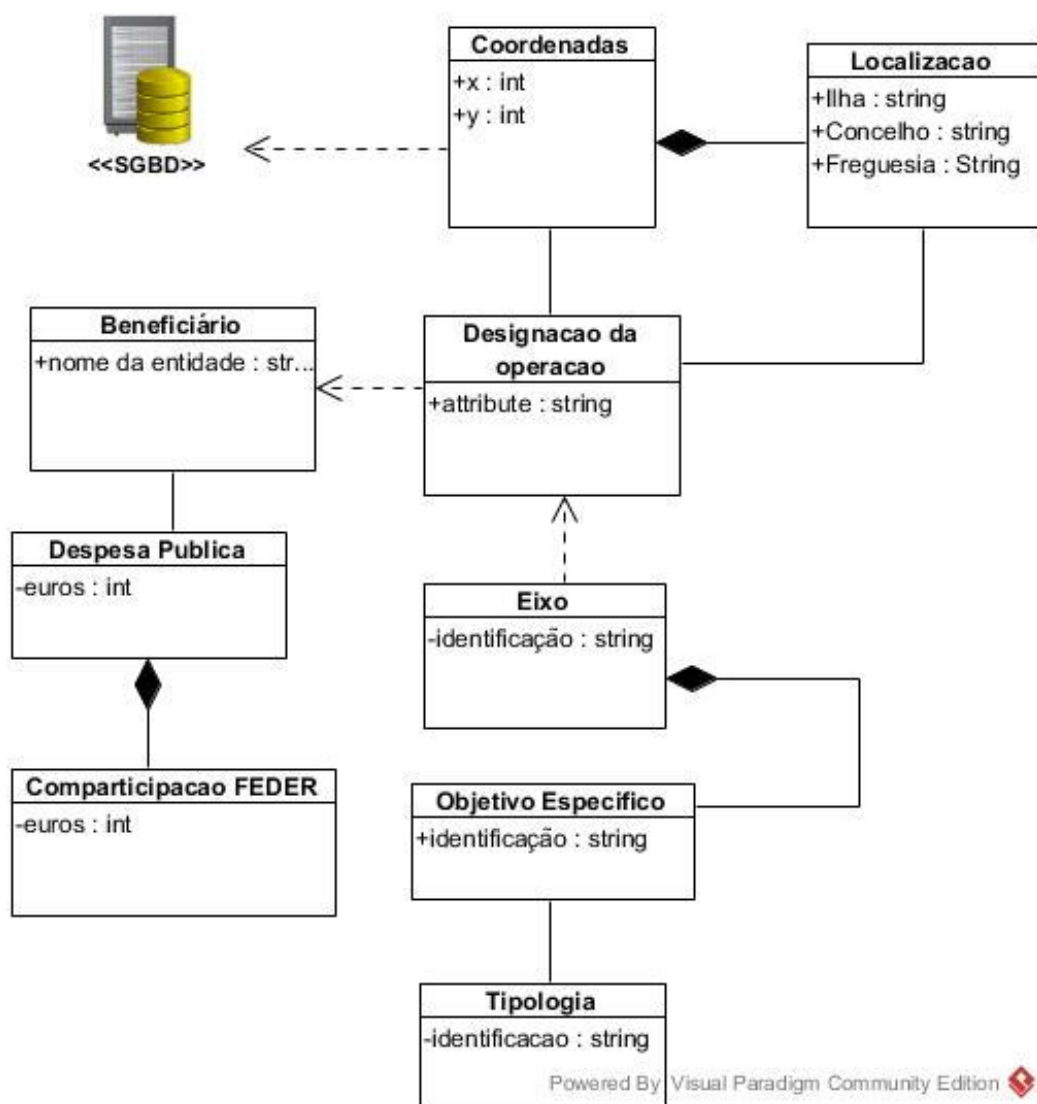 <<SGBD>>
Coordenadas
+x : int
+y : int
Localizacao
+Ilha : string
+Concelho : string
+Freguesia : String
Beneficiário
+nome da entidade : str...
Designacao da
operacao
+attribute : string
Despesa Publica
-euros : int
Eixo
-identificação : string
Comparticipacao FEDER
-euros : int
Objetivo Especifico
+identificação : string
Tipologia
-identificacao : string
Powered By Visual Paradigm Community Edition